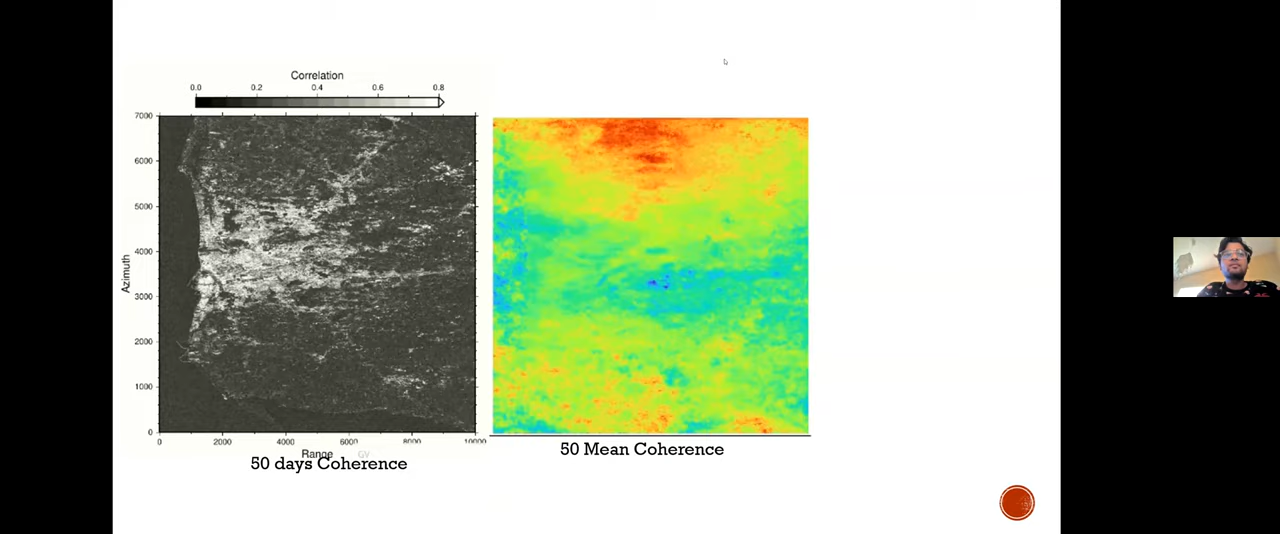 Correlation
0.0 0.2 0.4 0.6 0.8
7000
6000
5000
4000
3000
2000
1000
0
Azimuth
0 2000 4000 6000 8000 10000
Range
GV
50 days Coherence
50 Mean Coherence